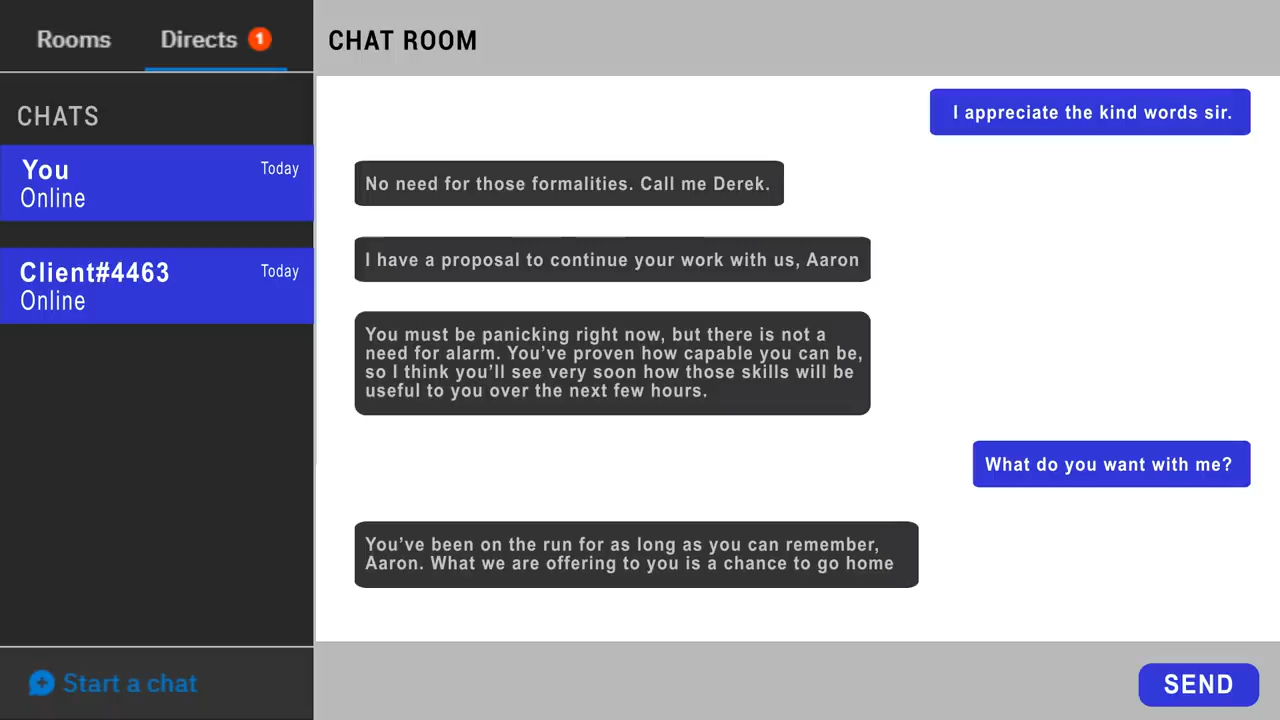 Rooms
Directs 1
CHAT ROOM
CHATS
You
Today
Online
Client#4463
Today
Online
I appreciate the kind words sir.
No need for those formalities. Call me Derek.
I have a proposal to continue your work with us, Aaron
You must be panicking right now, but there is not a
need for alarm. You’ve proven how capable you can be,
so I think you’ll see very soon how those skills will be
useful to you over the next few hours.
What do you want with me?
You’ve been on the run for as long as you can remember,
Aaron. What we are offering to you is a chance to go home
Start a chat
SEND